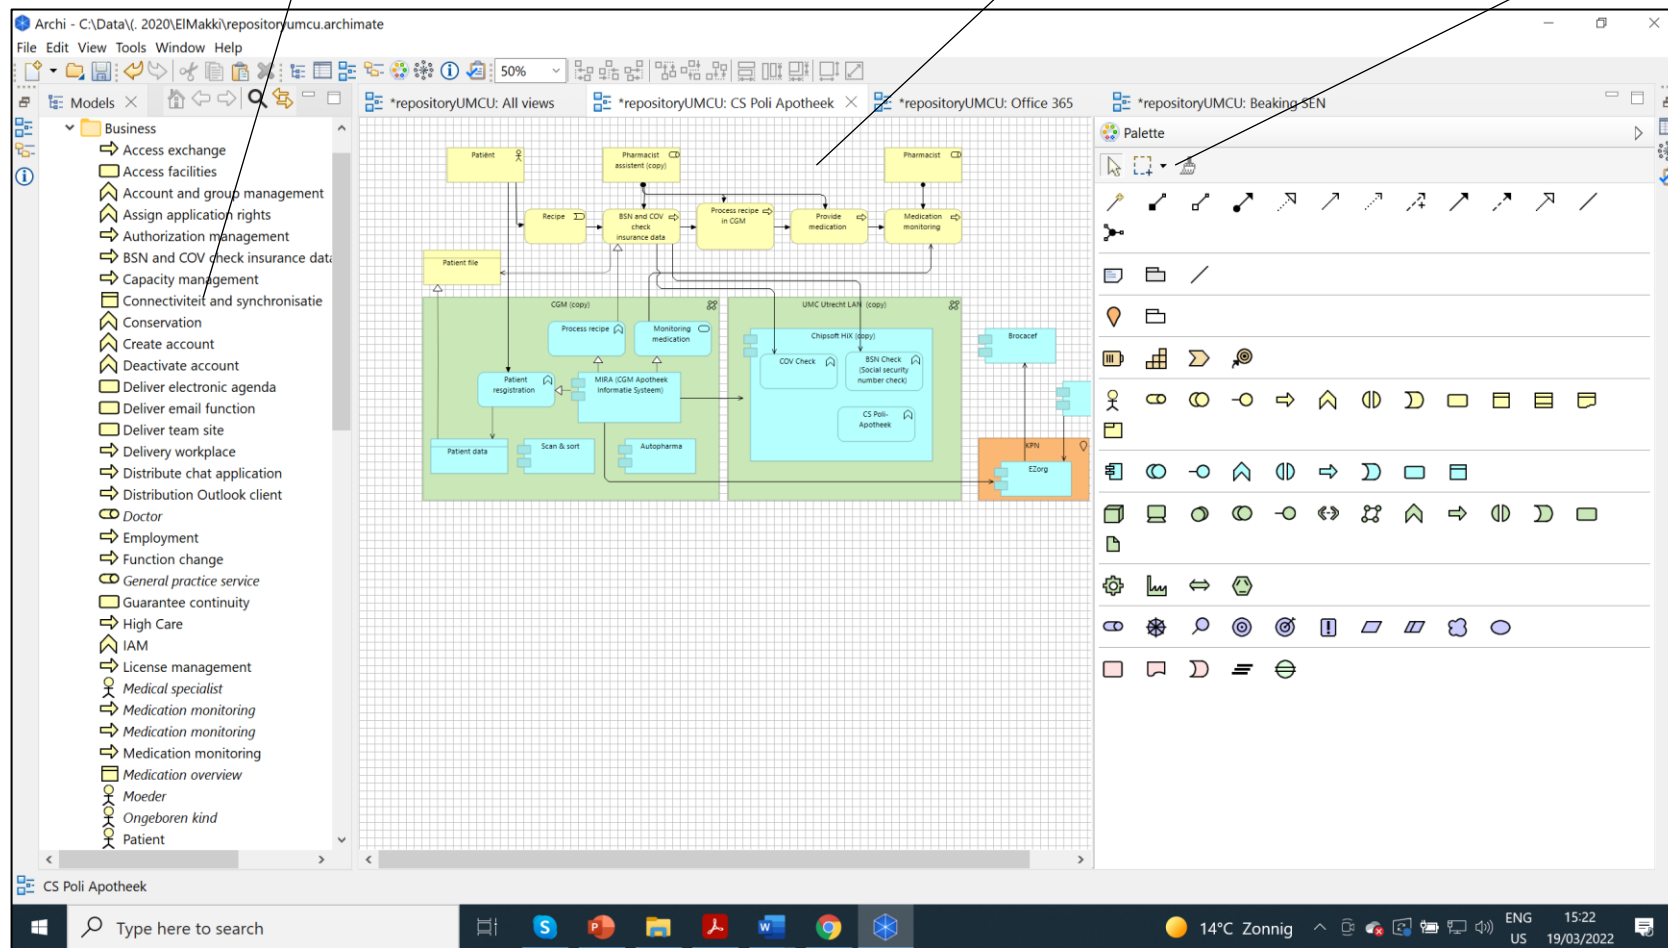 Archi - C:\Data\(. 2020\ElMakki\repositoryumcu.archimate
File Edit View Tools Window Help
50%
Models
*repositoryUMCU: All views
*repositoryUMCU: CS Poli Apotheek
*repositoryUMCU: Office 365
*repositoryUMCU: Beaking SEN
Business
Access exchange
Access facilities
Account and group management
Assign application rights
Authorization management
BSN and COV check insurance data
Capacity management
Connectiviteit and synchronisatie
Conservation
Create account
Deactivate account
Deliver electronic agenda
Deliver email function
Deliver team site
Delivery workplace
Distribute chat application
Distribution Outlook client
Doctor
Employment
Function change
General practice service
Guarantee continuity
High Care
IAM
License management
Medical specialist
Medication monitoring
Medication monitoring
Medication monitoring
Medication overview
Moeder
Ongeboren kind
Patient
Patiënt
Pharmacist
assistent (copy)
Pharmacist
Recipe
BSN and COV
check
insurance data
Process recipe
in CGM
Provide
medication
Medication
monitoring
Patient file
CGM (copy)
Process recipe
Monitoring
medication
Patient
resgistration
MIRA (CGM Apotheek
Informatie Systeem)
Patient data
Scan & sort
Autopharma
UMC Utrecht LAN (copy)
Chipsoft HiX (copy)
COV Check
BSN Check
(Social security
number check)
CS Poli-
Apotheek
Brocacef
KPN
EZorg
Palette
CS Poli Apotheek
Type here to search
14°C Zonnig
ENG
US
15:22
19/03/2022